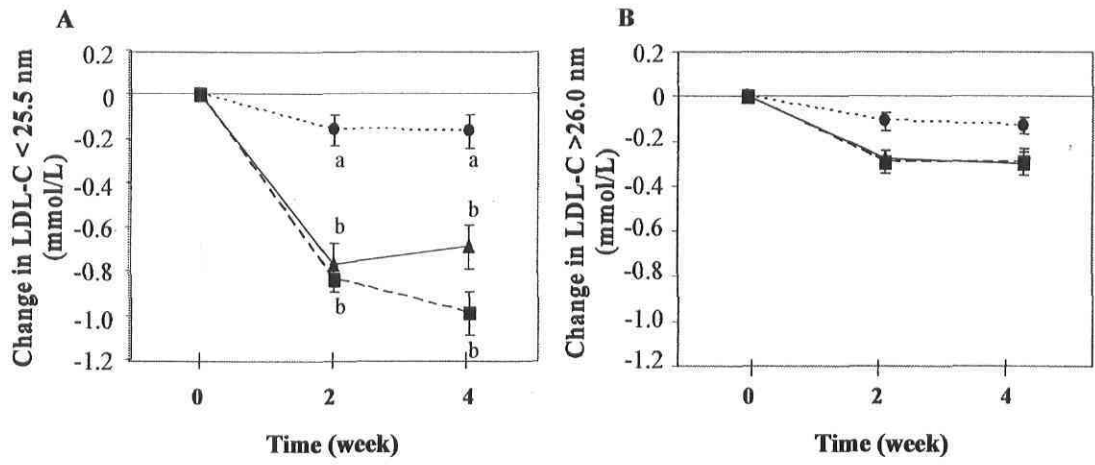 A
Change in LDL-C < 25.5 nm
(mmol/L)
0.2
0
-0.2
-0.4
-0.6
-0.8
-1.0
-1.2
a
a
b
b
b
b
0
2
4
Time (week)
B
Change in LDL-C >26.0 nm
(mmol/L)
0.2
0
-0.2
-0.4
-0.6
-0.8
-1.0
-1.2
0
2
4
Time (week)